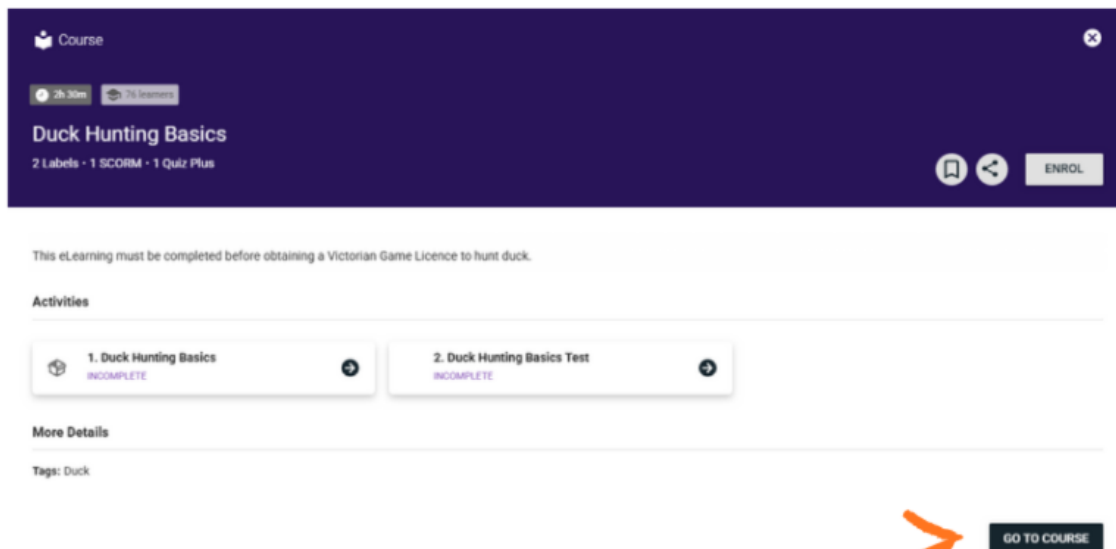 Course
2h 30m
76 learners
Duck Hunting Basics
2 Labels · 1 SCORM · 1 Quiz Plus
ENROL
This eLearning must be completed before obtaining a Victorian Game Licence to hunt duck.
Activities
1. Duck Hunting Basics
INCOMPLETE
2. Duck Hunting Basics Test
INCOMPLETE
More Details
Tags: Duck
GO TO COURSE